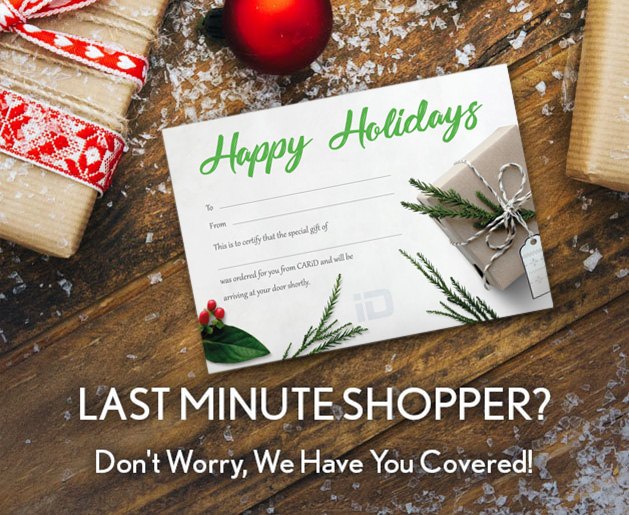 Happy Holidays
To
From
This is to certify that the special gift of
was ordered for you from CARiD and will be
arriving at your door shortly.
iD
LAST MINUTE SHOPPER?
Don't Worry, We Have You Covered!